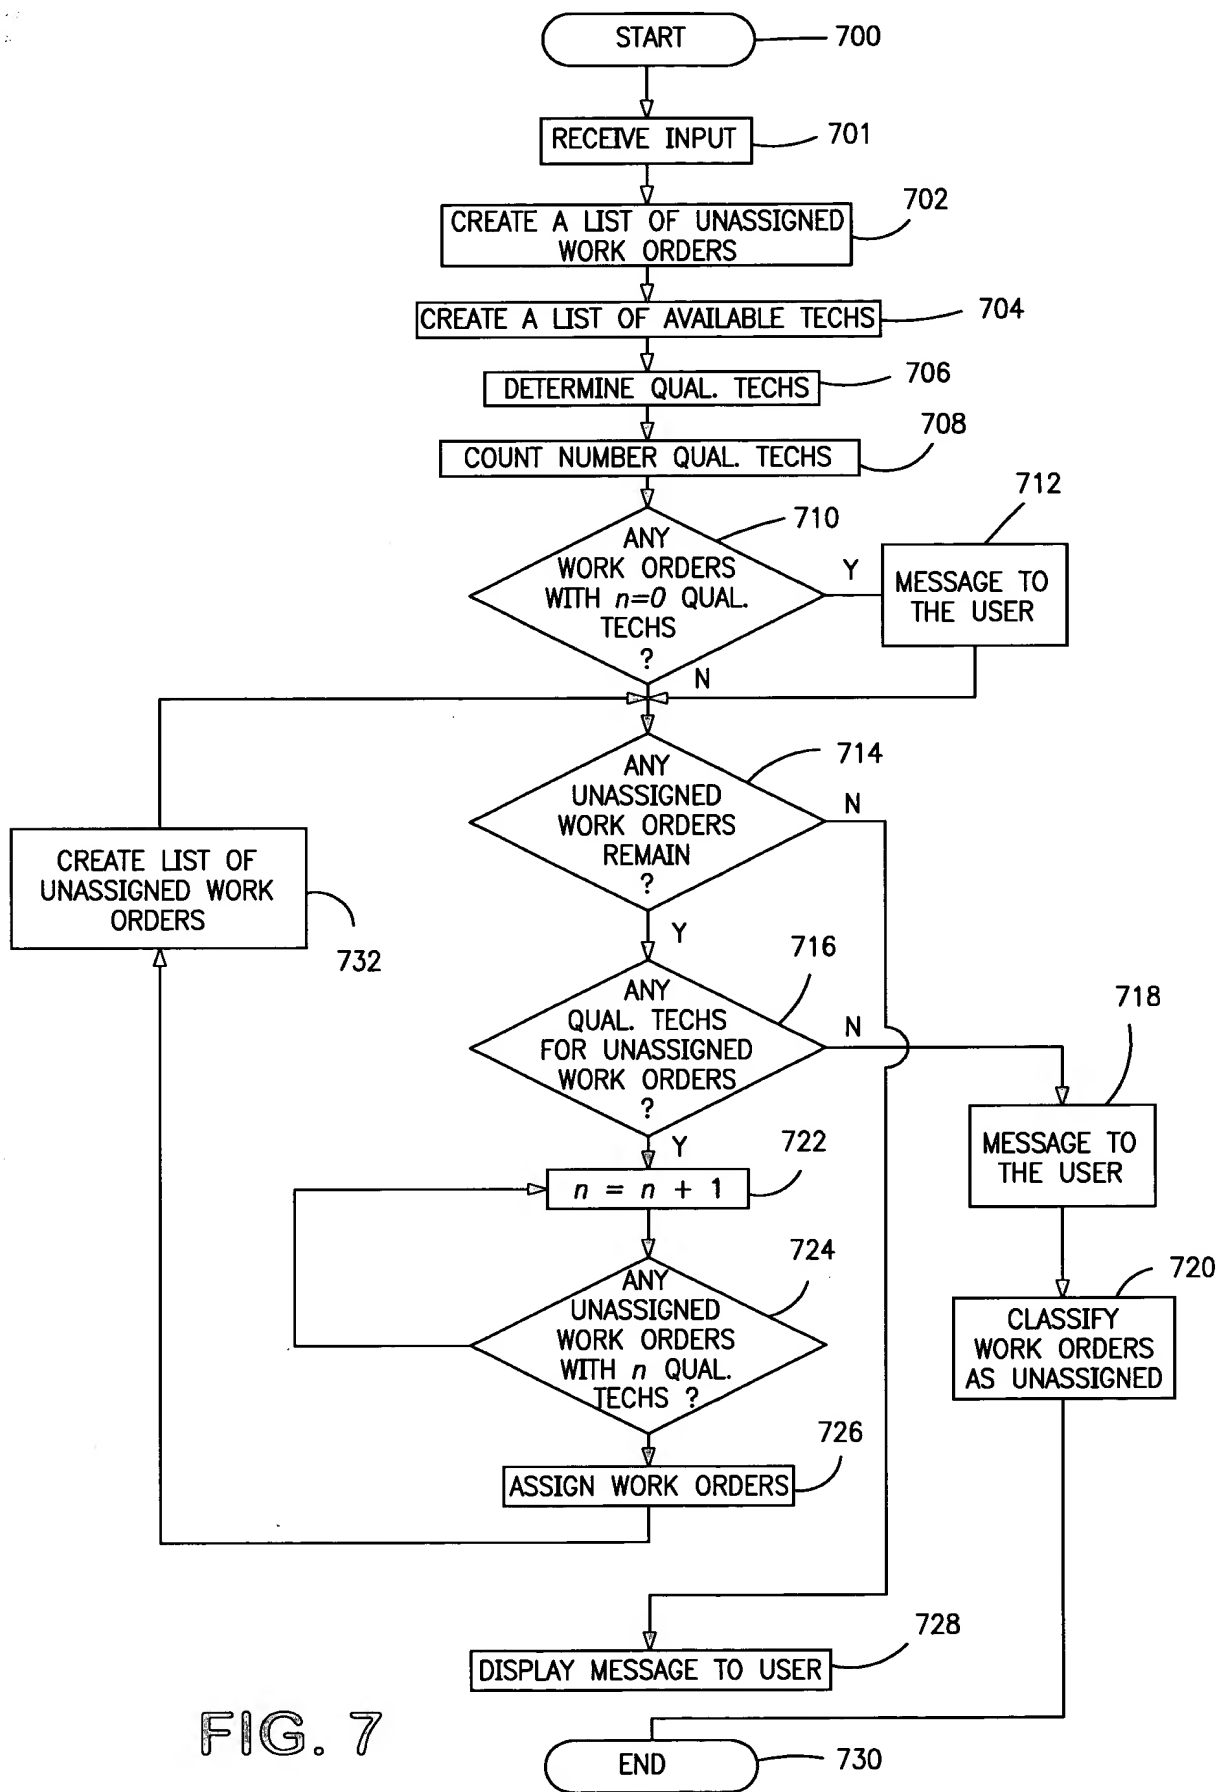 START
700
RECEIVE INPUT
701
CREATE A LIST OF UNASSIGNED
WORK ORDERS
702
CREATE A LIST OF AVAILABLE TECHS
704
DETERMINE QUAL. TECHS
706
COUNT NUMBER QUAL. TECHS
708
ANY
WORK ORDERS
WITH n=0 QUAL.
TECHS
?
710
Y
MESSAGE TO
THE USER
712
N
ANY
UNASSIGNED
WORK ORDERS
REMAIN
?
714
N
CREATE LIST OF
UNASSIGNED WORK
ORDERS
732
Y
ANY
QUAL. TECHS
FOR UNASSIGNED
WORK ORDERS
?
716
N
MESSAGE TO
THE USER
718
Y
n = n + 1
722
ANY
UNASSIGNED
WORK ORDERS
WITH n QUAL.
TECHS ?
724
CLASSIFY
WORK ORDERS
AS UNASSIGNED
720
ASSIGN WORK ORDERS
726
DISPLAY MESSAGE TO USER
728
END
730
FIG. 7